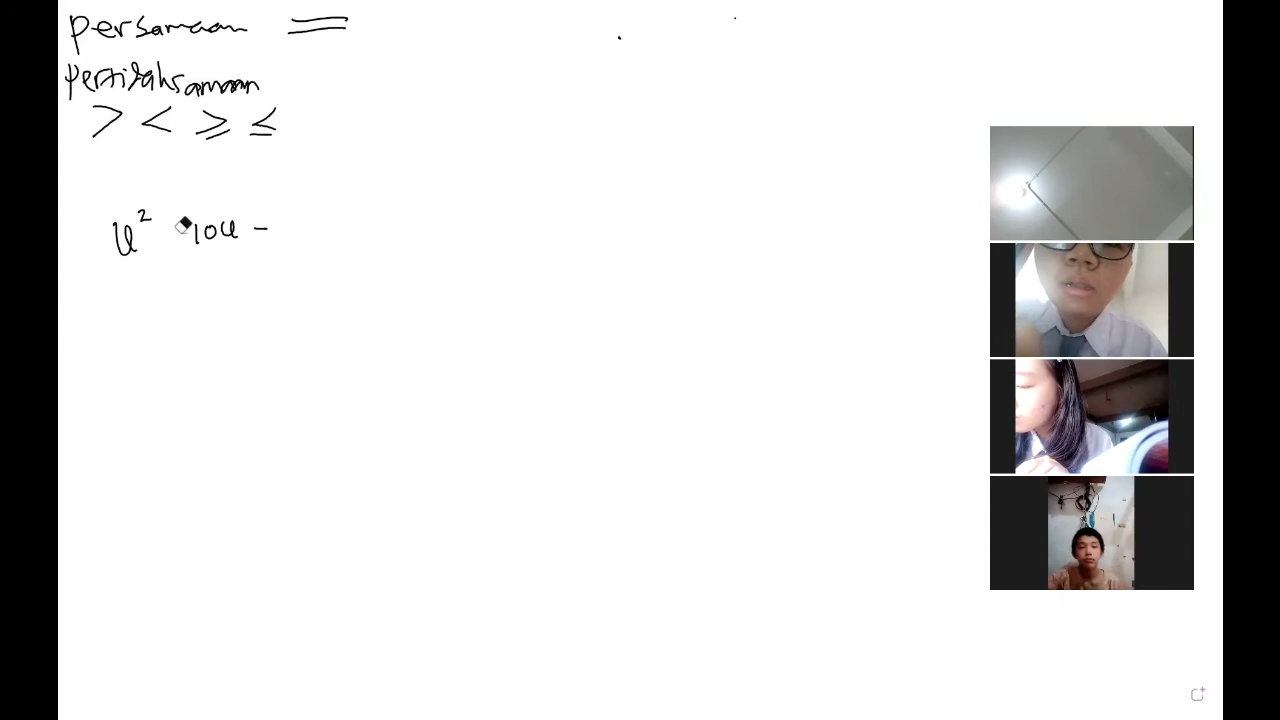 persamaan =
pertidaksamaan
> < ≥ ≤
u² 10u -